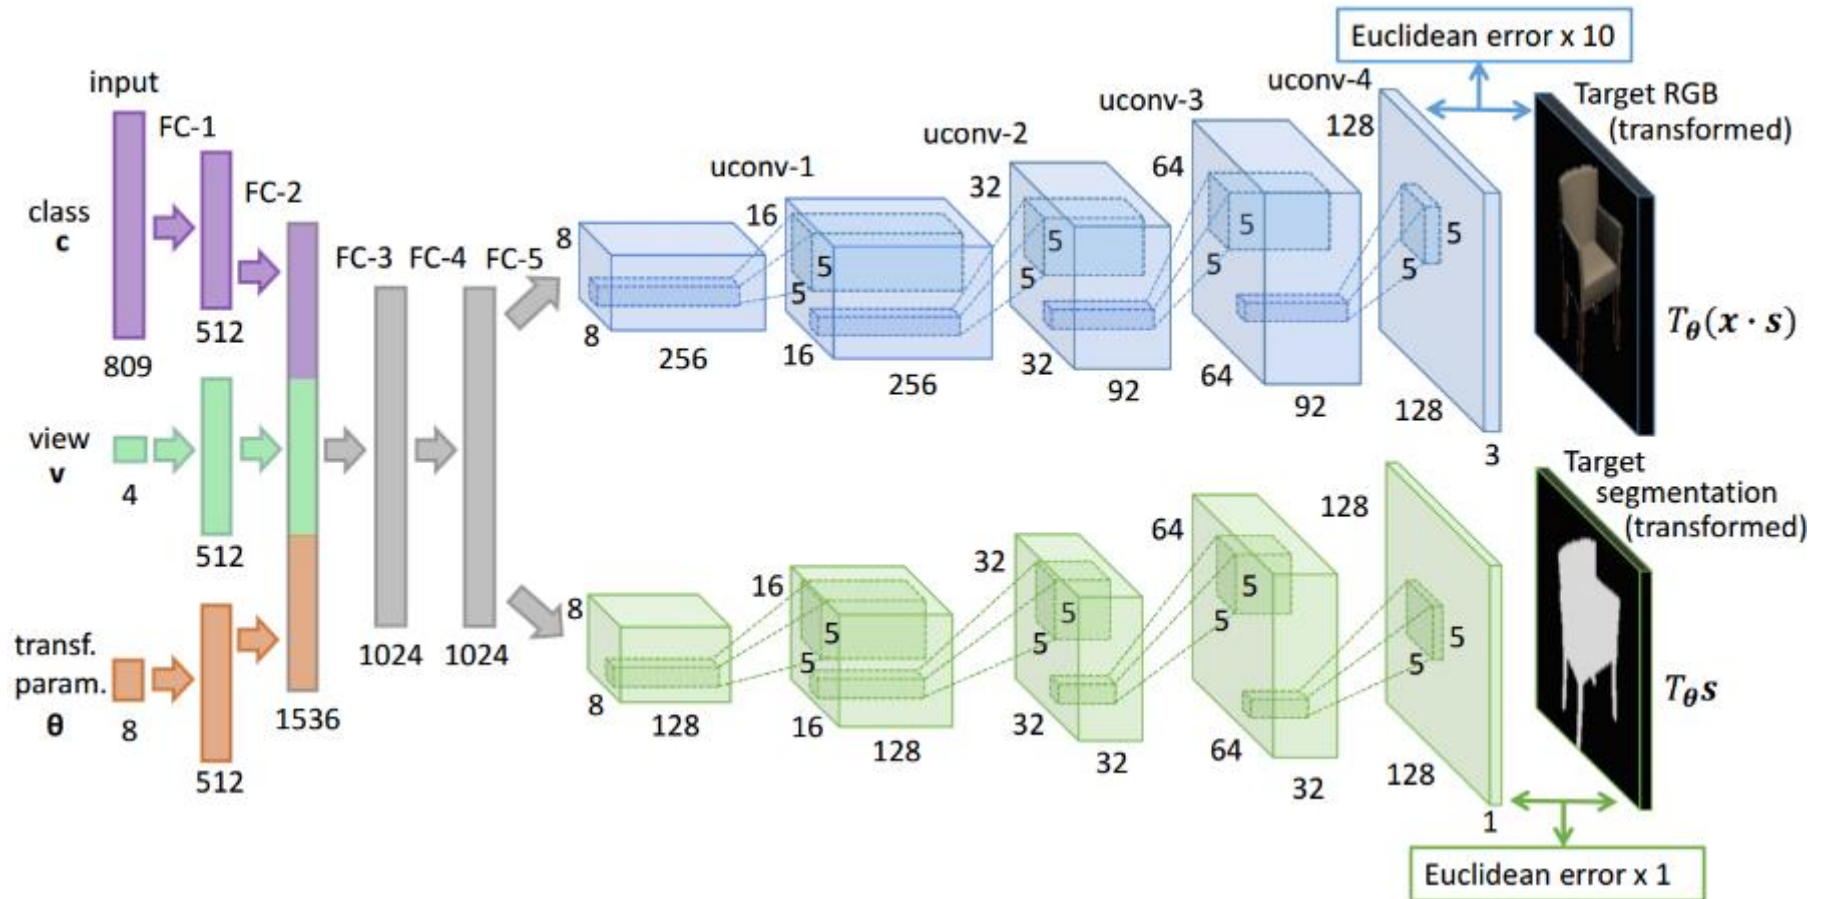 input
FC-1
FC-2
FC-3 FC-4 FC-5
class
c
809
512
view
v
4
512
transf.
param.
θ
8
512
1536
1024
1024
uconv-1
uconv-2
uconv-3
uconv-4
8
8
256
16
16
256
5
5
32
32
92
5
5
64
64
92
5
5
128
128
3
5
5
Euclidean error x 10
Target RGB
(transformed)
T_θ(x · s)
8
8
128
16
16
128
5
5
32
32
32
5
5
64
64
32
5
5
128
128
1
5
5
Target
segmentation
(transformed)
T_θ s
Euclidean error x 1